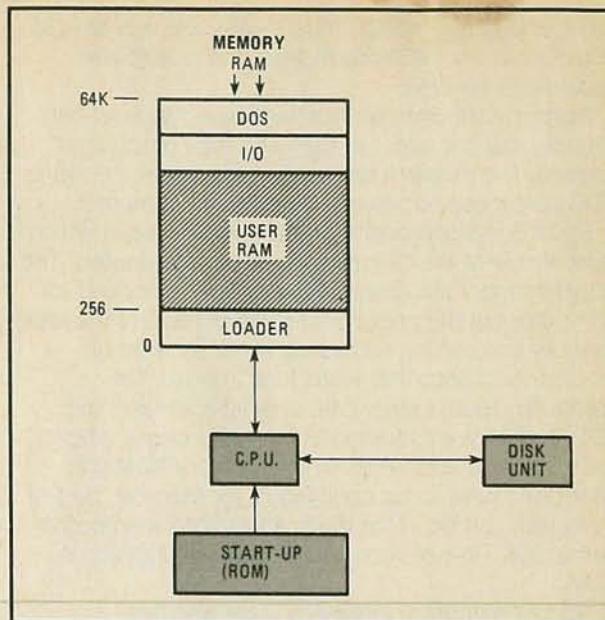 MEMORY
RAM
64K
DOS
I/O
USER
RAM
256
LOADER
0
C.P.U.
DISK
UNIT
START-UP
(ROM)